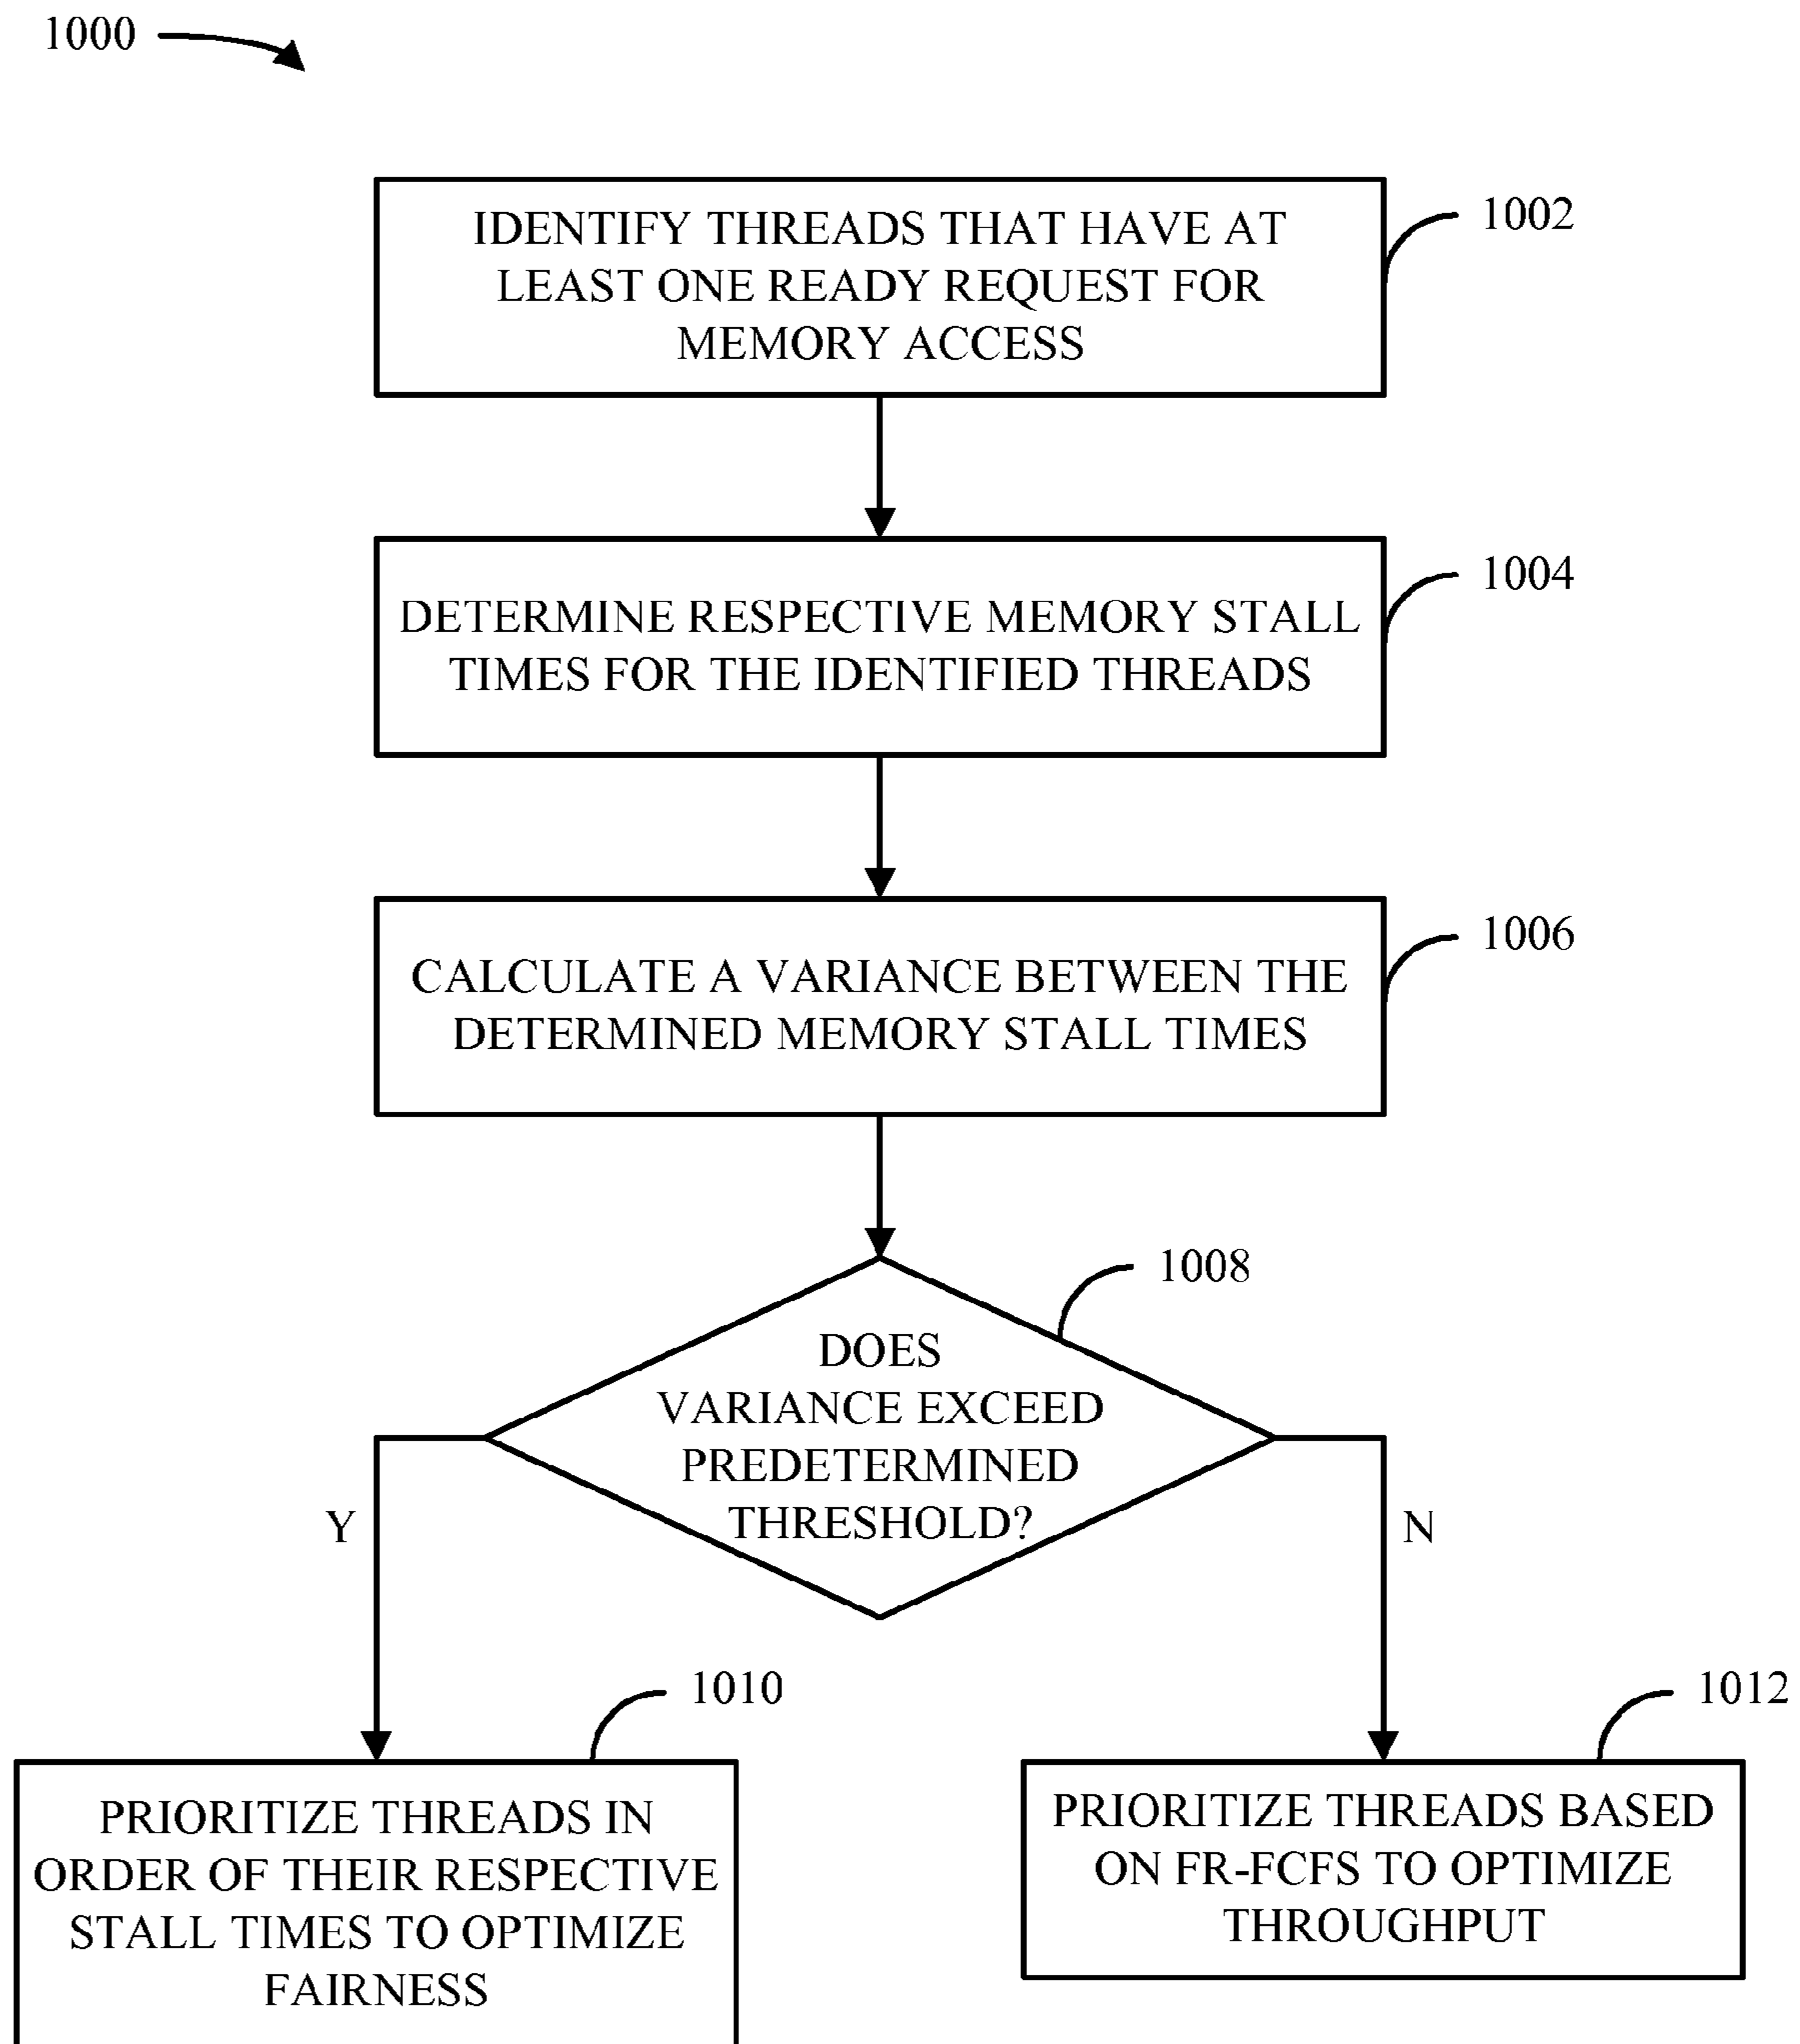 1000
IDENTIFY THREADS THAT HAVE AT
LEAST ONE READY REQUEST FOR
MEMORY ACCESS
1002
DETERMINE RESPECTIVE MEMORY STALL
TIMES FOR THE IDENTIFIED THREADS
1004
CALCULATE A VARIANCE BETWEEN THE
DETERMINED MEMORY STALL TIMES
1006
DOES
VARIANCE EXCEED
PREDETERMINED
THRESHOLD?
1008
Y
N
1010
PRIORITIZE THREADS IN
ORDER OF THEIR RESPECTIVE
STALL TIMES TO OPTIMIZE
FAIRNESS
1012
PRIORITIZE THREADS BASED
ON FR-FCFS TO OPTIMIZE
THROUGHPUT